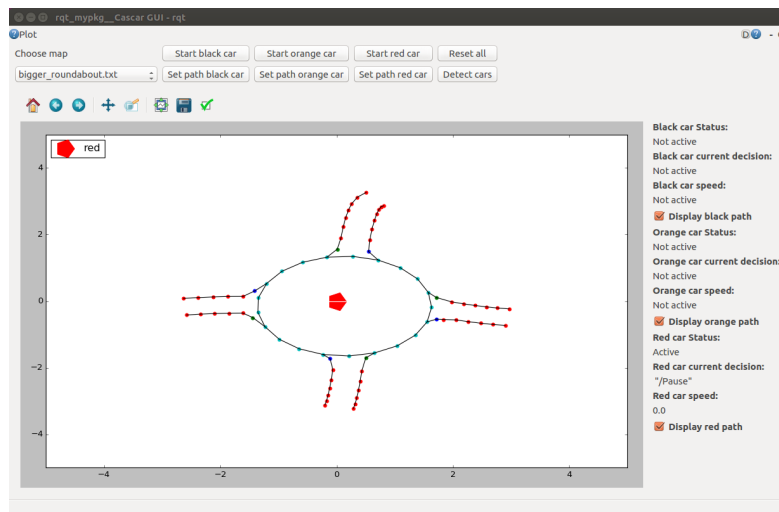 rqt_mypkg__Cascar GUI - rqt
Plot
D - 
Choose map
Start black car Start orange car Start red car Reset all
bigger_roundabout.txt Set path black car Set path orange car Set path red car Detect cars
red
4
2
0
−2
−4
−4 −2 0 2 4
Black car Status:
Not active
Black car current decision:
Not active
Black car speed:
Not active
Display black path
Orange car Status:
Not active
Orange car current decision:
Not active
Orange car speed:
Not active
Display orange path
Red car Status:
Active
Red car current decision:
"/Pause"
Red car speed:
0.0
Display red path